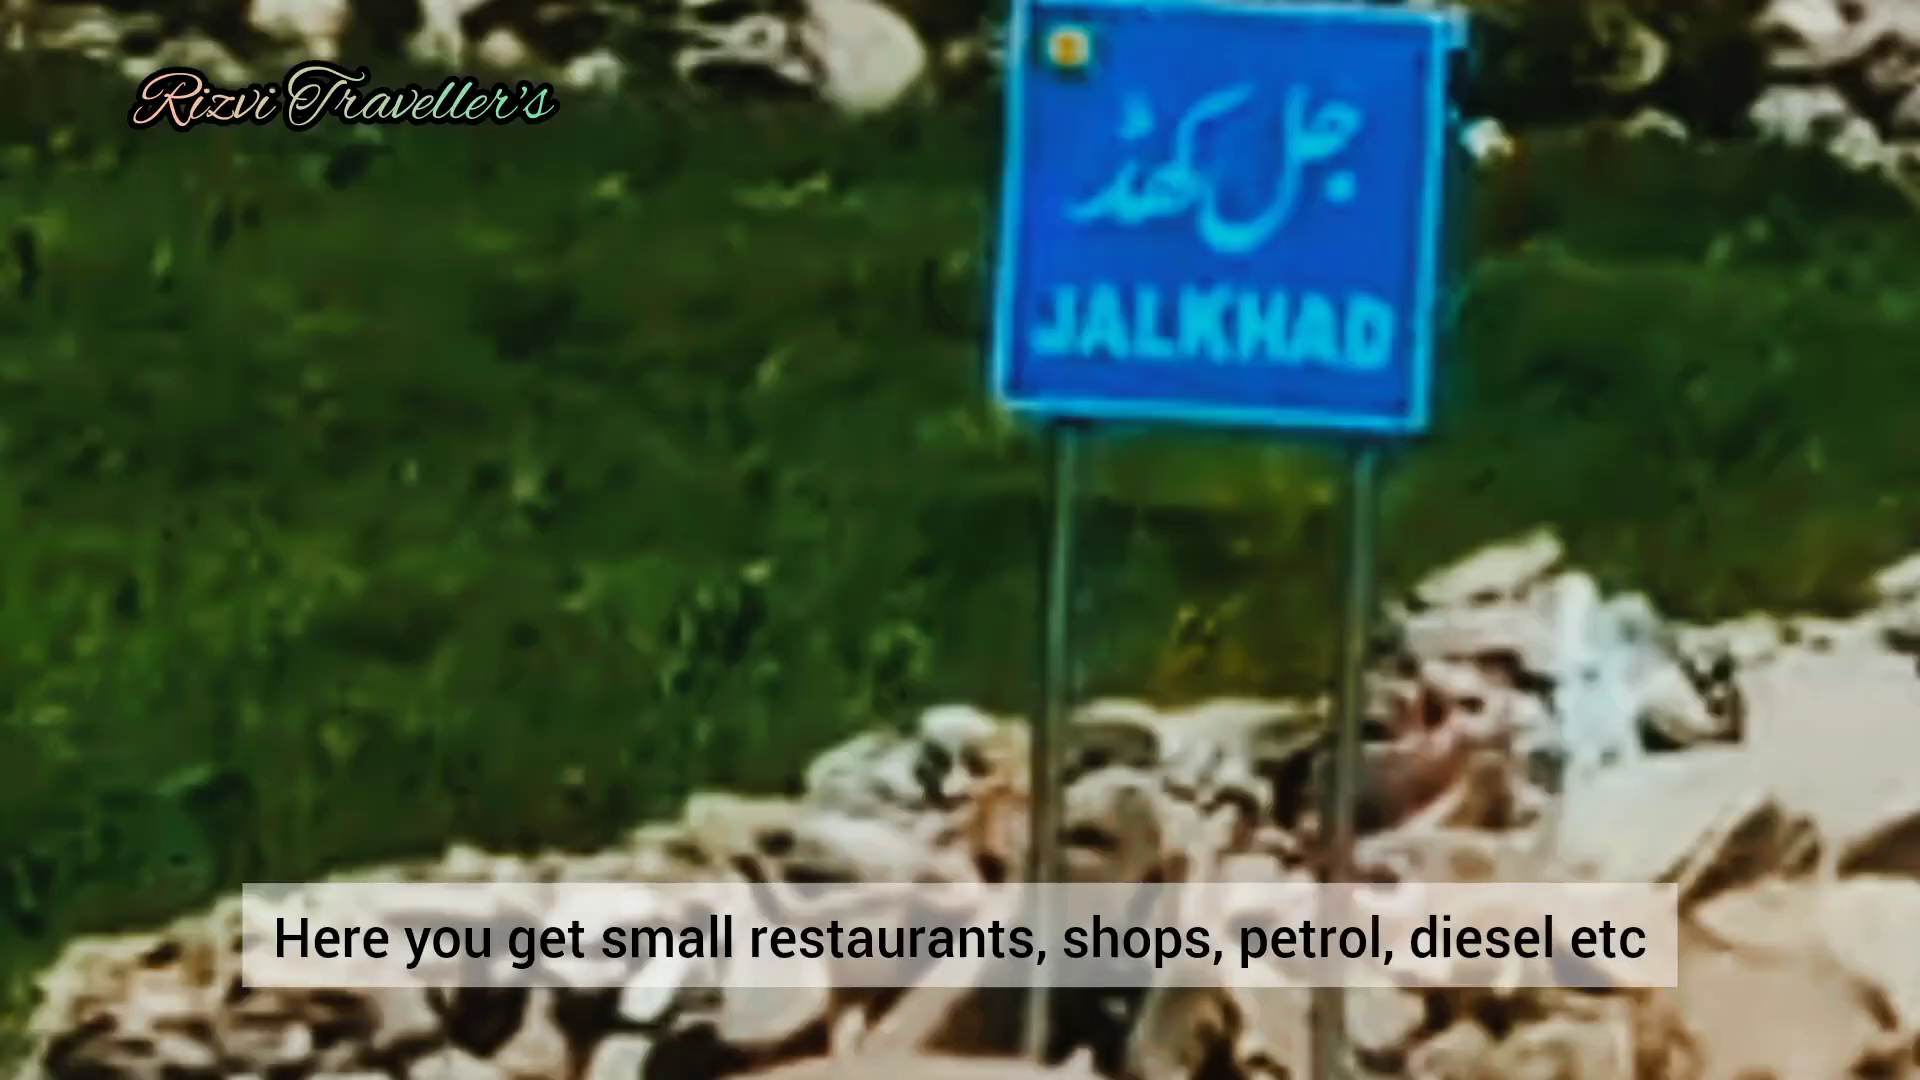 Rizvi Traveller's
جل کھڈ
JALKHAD
Here you get small restaurants, shops, petrol, diesel etc